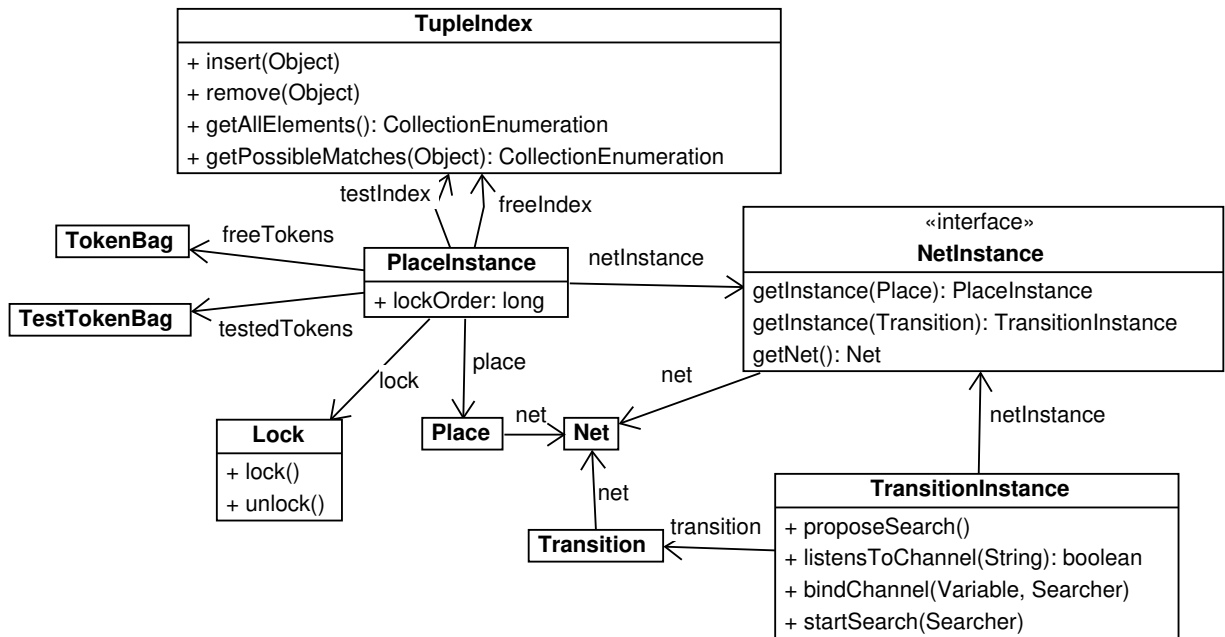 TupleIndex
+ insert(Object)
+ remove(Object)
+ getAllElements(): CollectionEnumeration
+ getPossibleMatches(Object): CollectionEnumeration
testIndex
freeIndex
TokenBag
freeTokens
PlaceInstance
+ lockOrder: long
netInstance
«interface»
NetInstance
getInstance(Place): PlaceInstance
getInstance(Transition): TransitionInstance
getNet(): Net
TestTokenBag
testedTokens
lock
place
net
netInstance
Lock
+ lock()
+ unlock()
Place
net
Net
net
Transition
transition
TransitionInstance
+ proposeSearch()
+ listensToChannel(String): boolean
+ bindChannel(Variable, Searcher)
+ startSearch(Searcher)